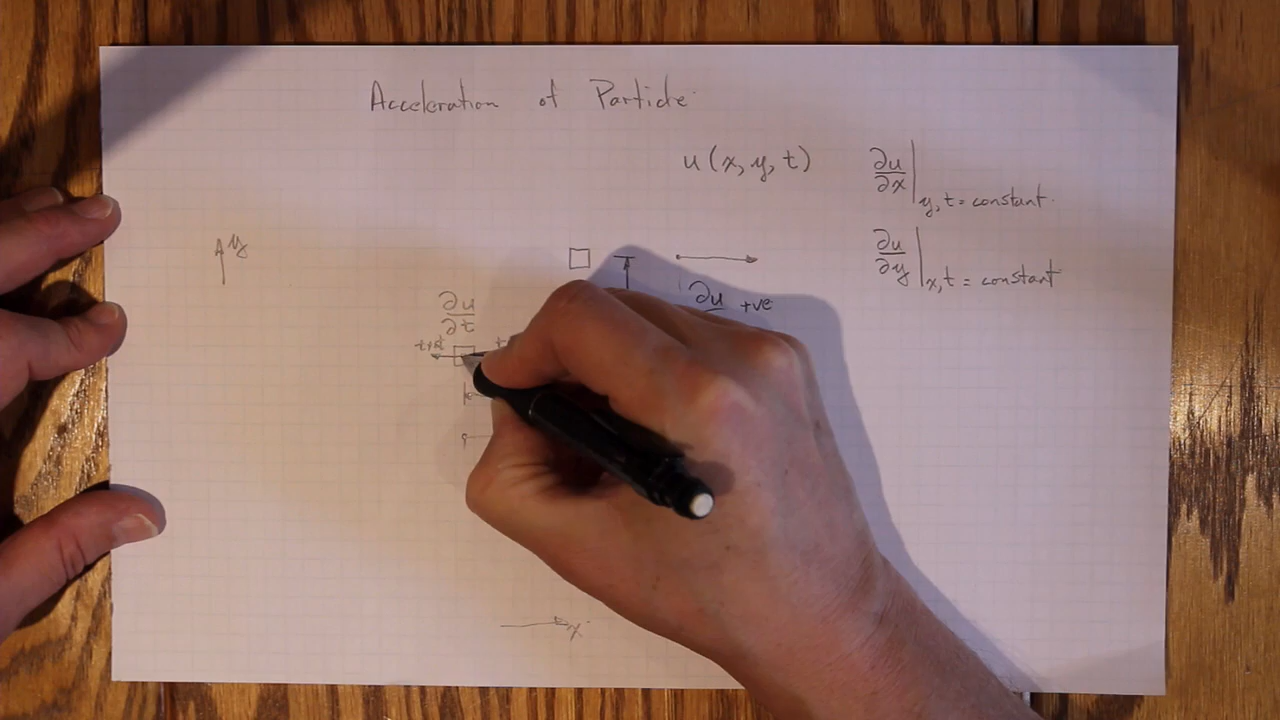 Acceleration of Particle
u(x, y, t)
∂u/∂x | y, t = constant
∂u/∂y | x, t = constant
y
∂u +ve
∂u/∂t
t
x